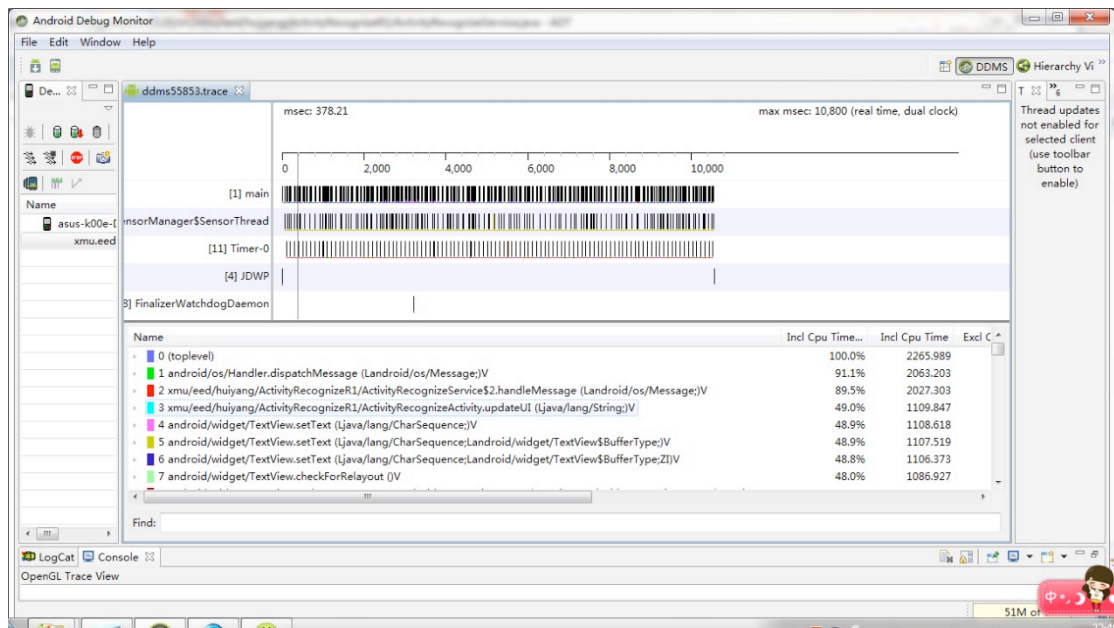 Android Debug Monitor
File Edit Window Help
DDMS Hierarchy Vi
De...
ddms55853.trace
msec: 378.21
max msec: 10,800 (real time, dual clock)
0 2,000 4,000 6,000 8,000 10,000
[1] main
ensorManager$SensorThread
[11] Timer-0
[4] JDWP
8] FinalizerWatchdogDaemon
Name
asus-k00e-[
xmu.eed
T
6
Thread updates
not enabled for
selected client
(use toolbar
button to
enable)
Name Incl Cpu Time... Incl Cpu Time Excl C
0 (toplevel) 100.0% 2265.989
1 android/os/Handler.dispatchMessage (Landroid/os/Message;)V 91.1% 2063.203
2 xmu/eed/huiyang/ActivityRecognizeR1/ActivityRecognizeService$2.handleMessage (Landroid/os/Message;)V 89.5% 2027.303
3 xmu/eed/huiyang/ActivityRecognizeR1/ActivityRecognizeActivity.updateUI (Ljava/lang/String;)V 49.0% 1109.847
4 android/widget/TextView.setText (Ljava/lang/CharSequence;)V 48.9% 1108.618
5 android/widget/TextView.setText (Ljava/lang/CharSequence;Landroid/widget/TextView$BufferType;)V 48.9% 1107.519
6 android/widget/TextView.setText (Ljava/lang/CharSequence;Landroid/widget/TextView$BufferType;ZI)V 48.8% 1106.373
7 android/widget/TextView.checkForRelayout ()V 48.0% 1086.927
Find:
LogCat Console
OpenGL Trace View
51M of
中